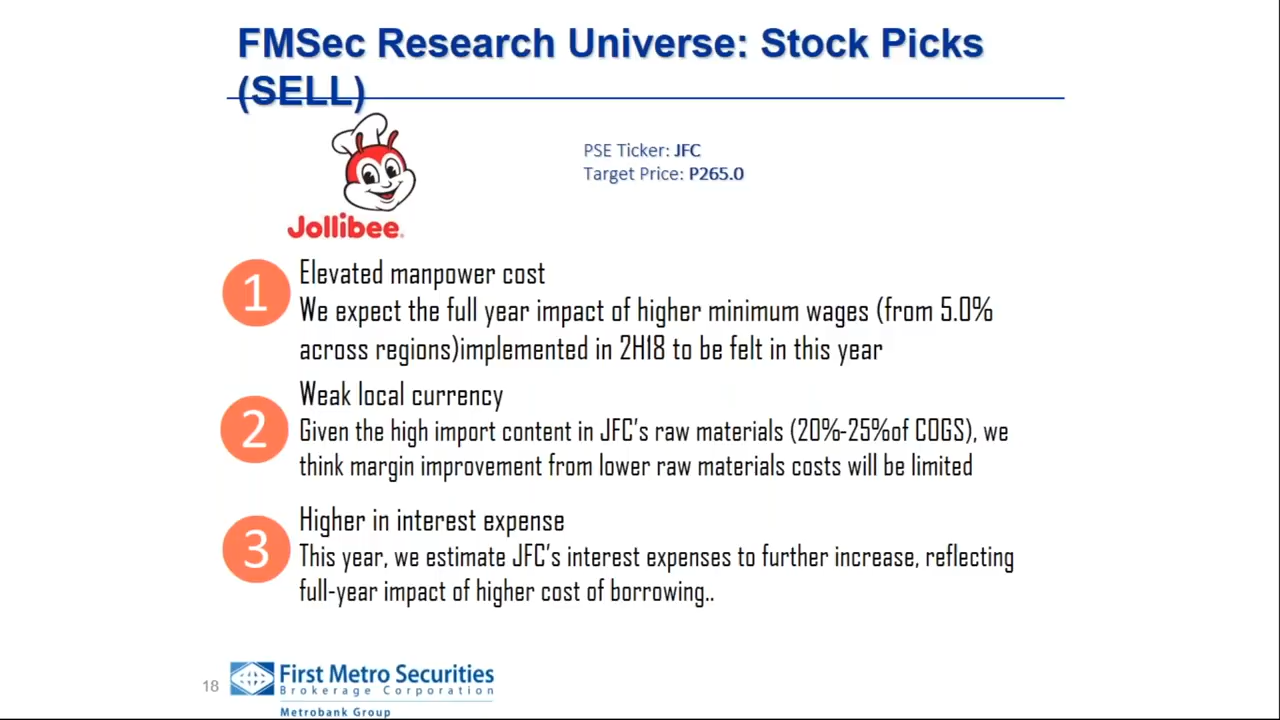 FMSec Research Universe: Stock Picks
(SELL)
PSE Ticker: JFC
Target Price: P265.0
Jollibee
1
Elevated manpower cost
We expect the full year impact of higher minimum wages (from 5.0%
across regions)implemented in 2H18 to be felt in this year
2
Weak local currency
Given the high import content in JFC's raw materials (20%-25%of COGS), we
think margin improvement from lower raw materials costs will be limited
3
Higher in interest expense
This year, we estimate JFC's interest expenses to further increase, reflecting
full-year impact of higher cost of borrowing..
18
First Metro Securities
Brokerage Corporation
Metrobank Group